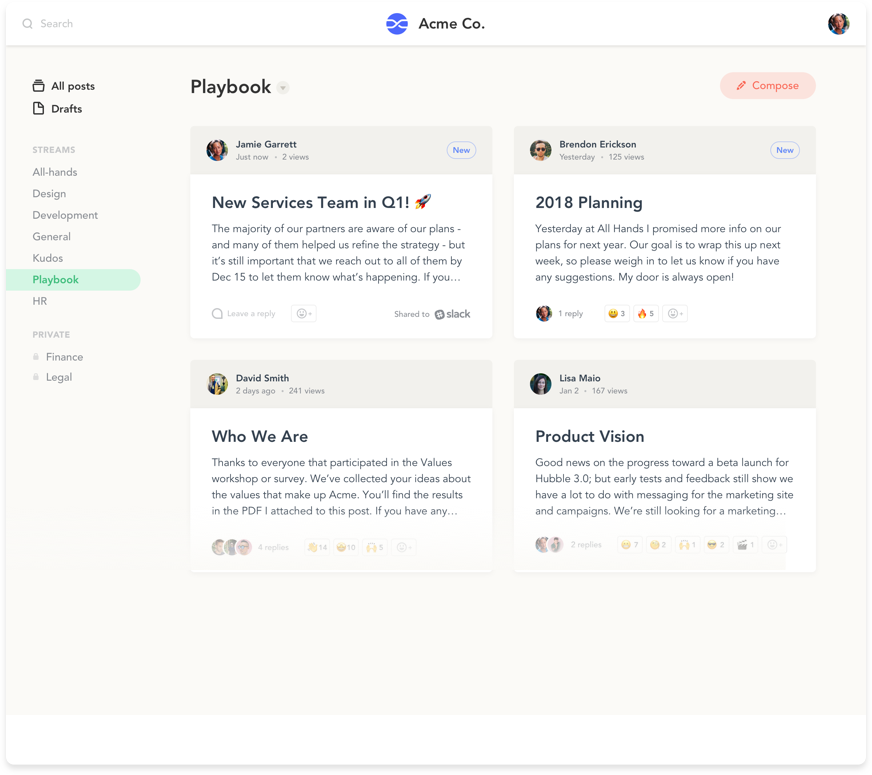 Search
Acme Co.
All posts
Drafts
STREAMS
All-hands
Design
Development
General
Kudos
Playbook
HR
PRIVATE
Finance
Legal
Playbook
Compose
Jamie Garrett
Just now · 2 views
New
New Services Team in Q1! 🚀
The majority of our partners are aware of our plans -
and many of them helped us refine the strategy - but
it’s still important that we reach out to all of them by
Dec 15 to let them know what’s happening. If you…
Leave a reply
+
Shared to slack
Brendon Erickson
Yesterday · 125 views
New
2018 Planning
Yesterday at All Hands I promised more info on our
plans for next year. Our goal is to wrap this up next
week, so please weigh in to let us know if you have
any suggestions. My door is always open!
1 reply
3
5
+
David Smith
2 days ago · 241 views
Who We Are
Thanks to everyone that participated in the Values
workshop or survey. We’ve collected your ideas about
the values that make up Acme. You’ll find the results
in the PDF I attached to this post. If you have any…
4 replies
14
10
5
+
Lisa Maio
Jan 2 · 167 views
Product Vision
Good news on the progress toward a beta launch for
Hubble 3.0; but early tests and feedback still show we
have a lot to do with messaging for the marketing site
and campaigns. We’re still looking for a marketing…
2 replies
7
2
1
2
1
+